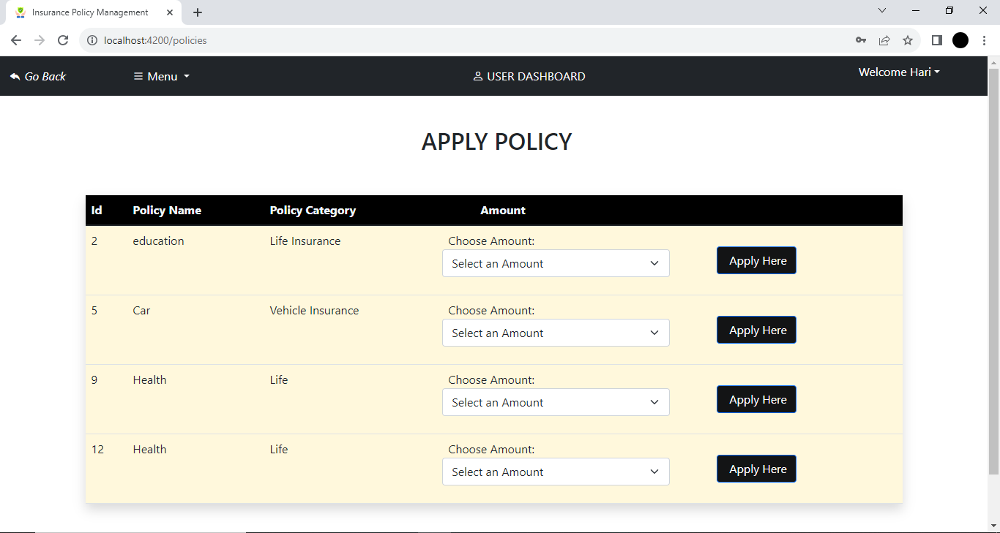 Insurance Policy Management
localhost:4200/policies
Go Back Menu USER DASHBOARD Welcome Hari
APPLY POLICY
Id Policy Name Policy Category Amount
2 education Life Insurance Choose Amount:
Select an Amount Apply Here
5 Car Vehicle Insurance Choose Amount:
Select an Amount Apply Here
9 Health Life Choose Amount:
Select an Amount Apply Here
12 Health Life Choose Amount:
Select an Amount Apply Here